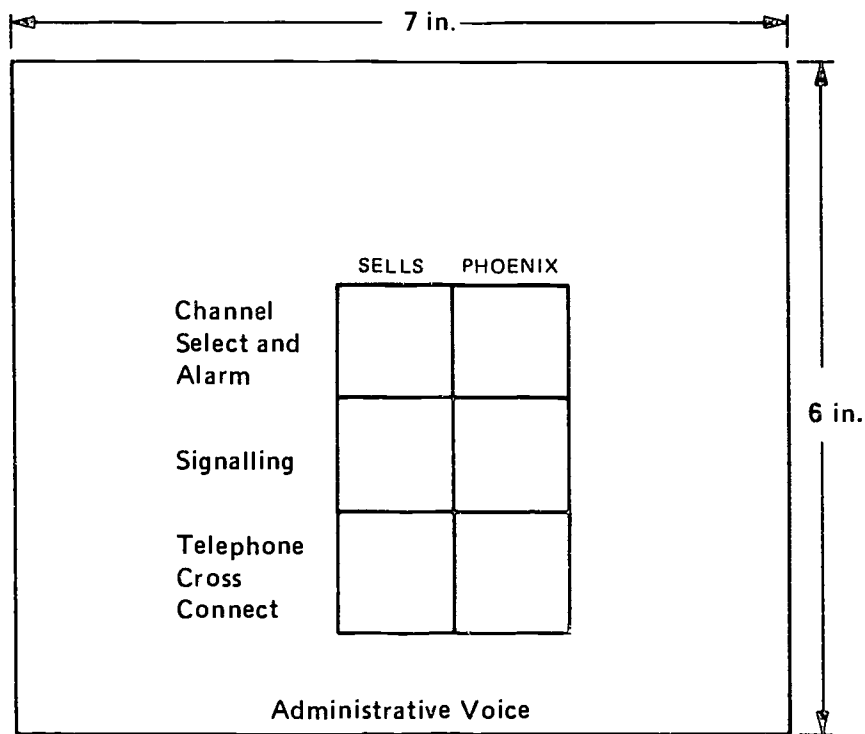 7 in.
SELLS PHOENIX
Channel
Select and
Alarm
6 in.
Signalling
Telephone
Cross
Connect
Administrative Voice